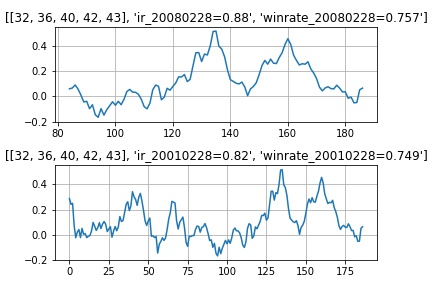 [[32, 36, 40, 42, 43], 'ir_20080228=0.88', 'winrate_20080228=0.757']
0.4
0.2
0.0
−0.2
80 100 120 140 160 180
[[32, 36, 40, 42, 43], 'ir_20010228=0.82', 'winrate_20010228=0.749']
0.4
0.2
0.0
−0.2
0 25 50 75 100 125 150 175